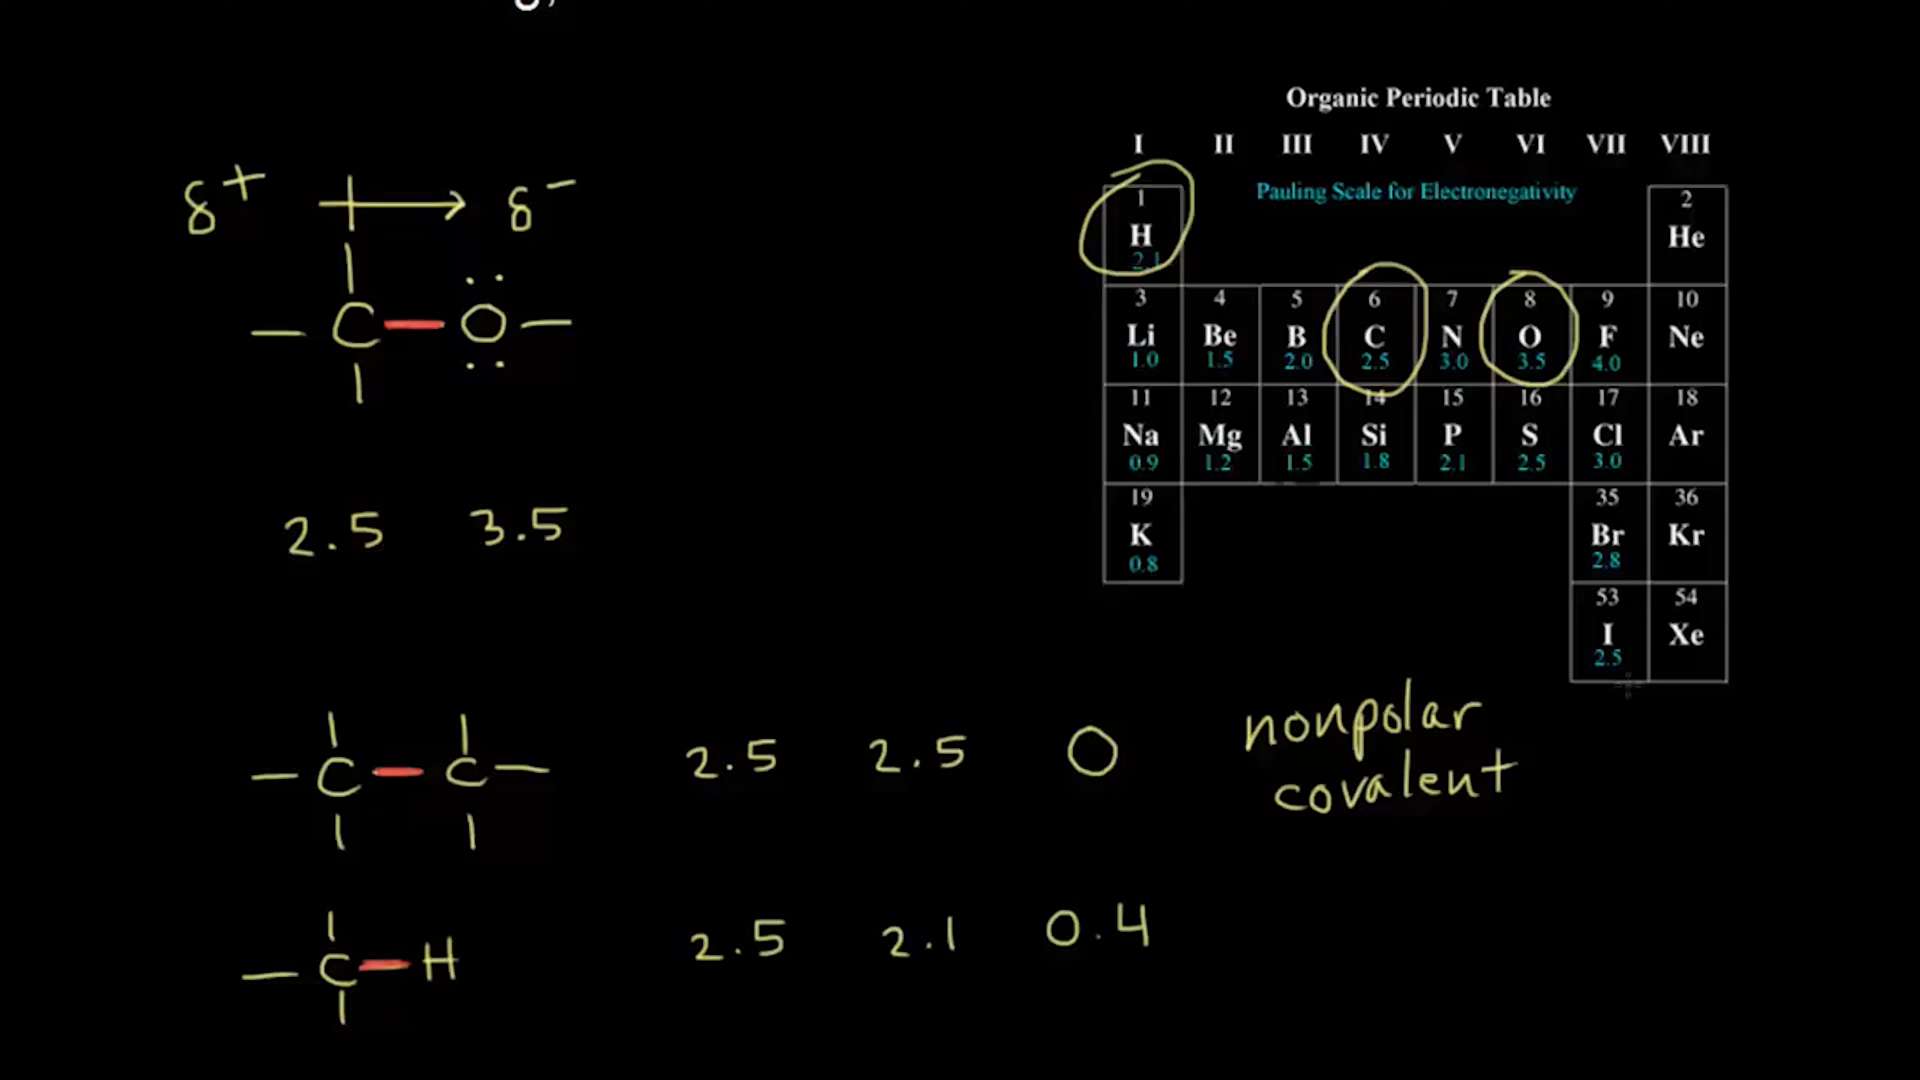 g,
Organic Periodic Table
I II III IV V VI VII VIII
Pauling Scale for Electronegativity
1 2
H He
2.1
3 4 5 6 7 8 9 10
Li Be B C N O F Ne
1.0 1.5 2.0 2.5 3.0 3.5 4.0
11 12 13 14 15 16 17 18
Na Mg Al Si P S Cl Ar
0.9 1.2 1.5 1.8 2.1 2.5 3.0
19 35 36
K Br Kr
0.8 2.8
53 54
I Xe
2.5
δ+ δ−
C O
2.5 3.5
C C 2.5 2.5 0 nonpolar
covalent
C H 2.5 2.1 0.4